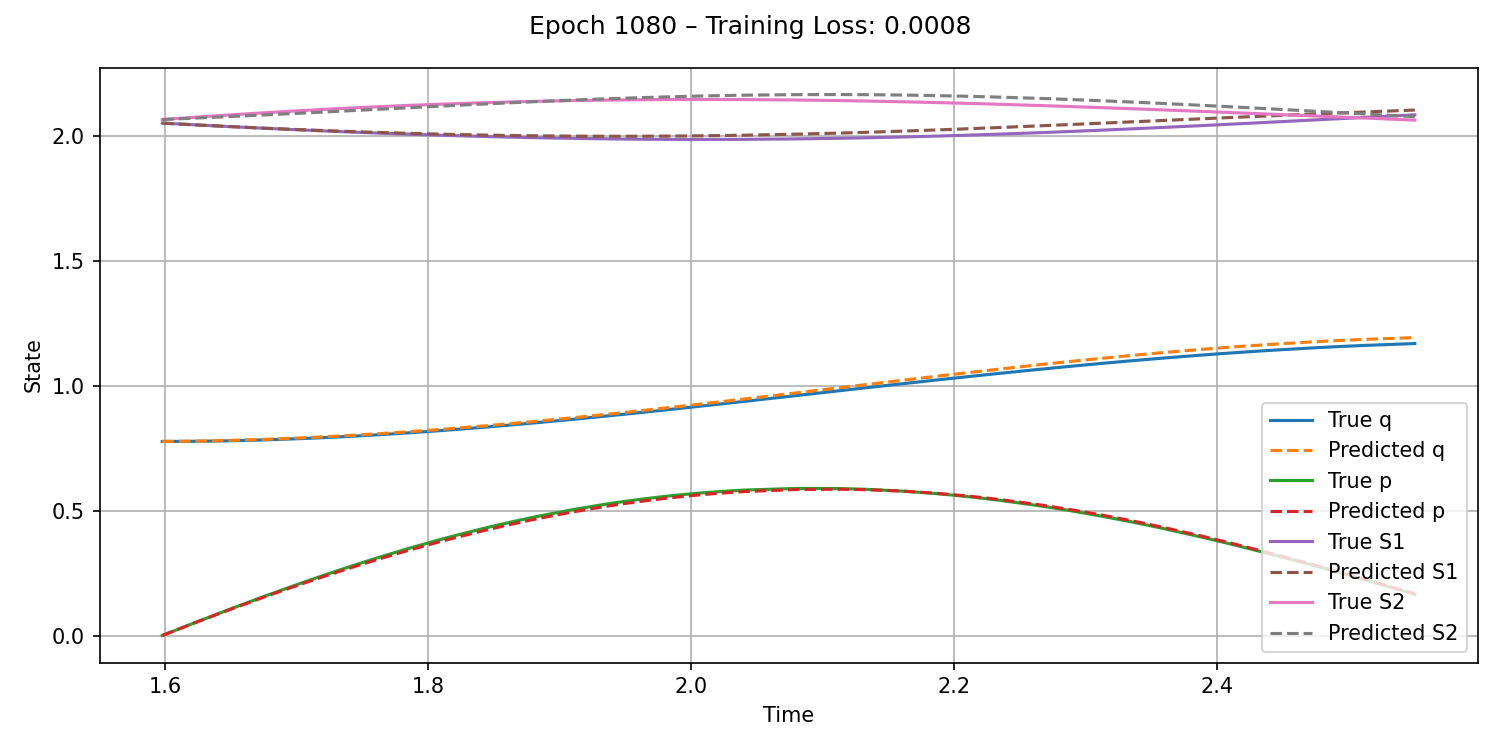 Epoch 1080 – Training Loss: 0.0008
State
2.0
1.5
1.0
0.5
0.0
1.6 1.8 2.0 2.2 2.4
Time
True q
Predicted q
True p
Predicted p
True S1
Predicted S1
True S2
Predicted S2